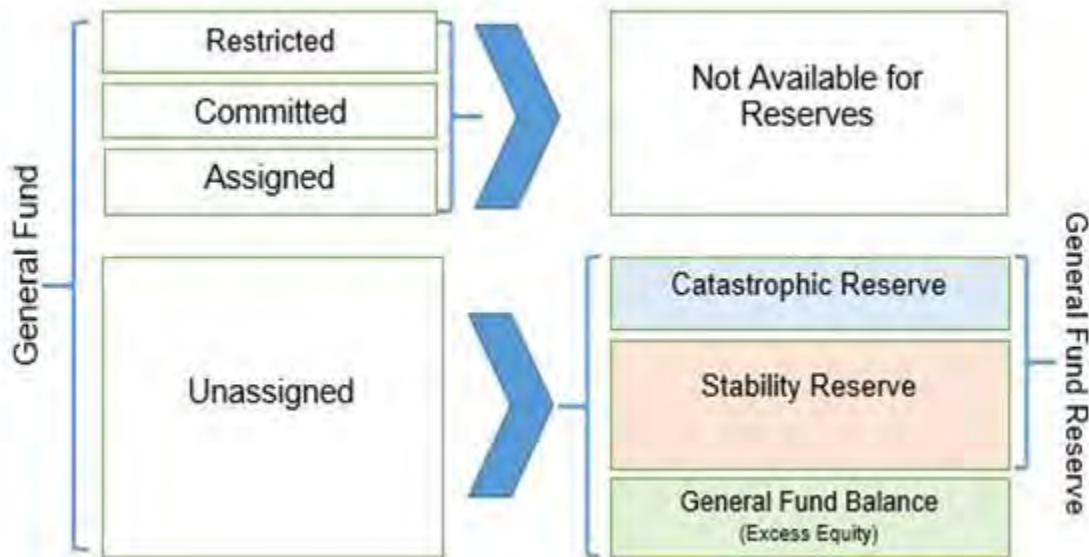 General Fund
Restricted
Committed
Assigned
Unassigned
Not Available for
Reserves
Catastrophic Reserve
Stability Reserve
General Fund Balance
(Excess Equity)
General Fund Reserve